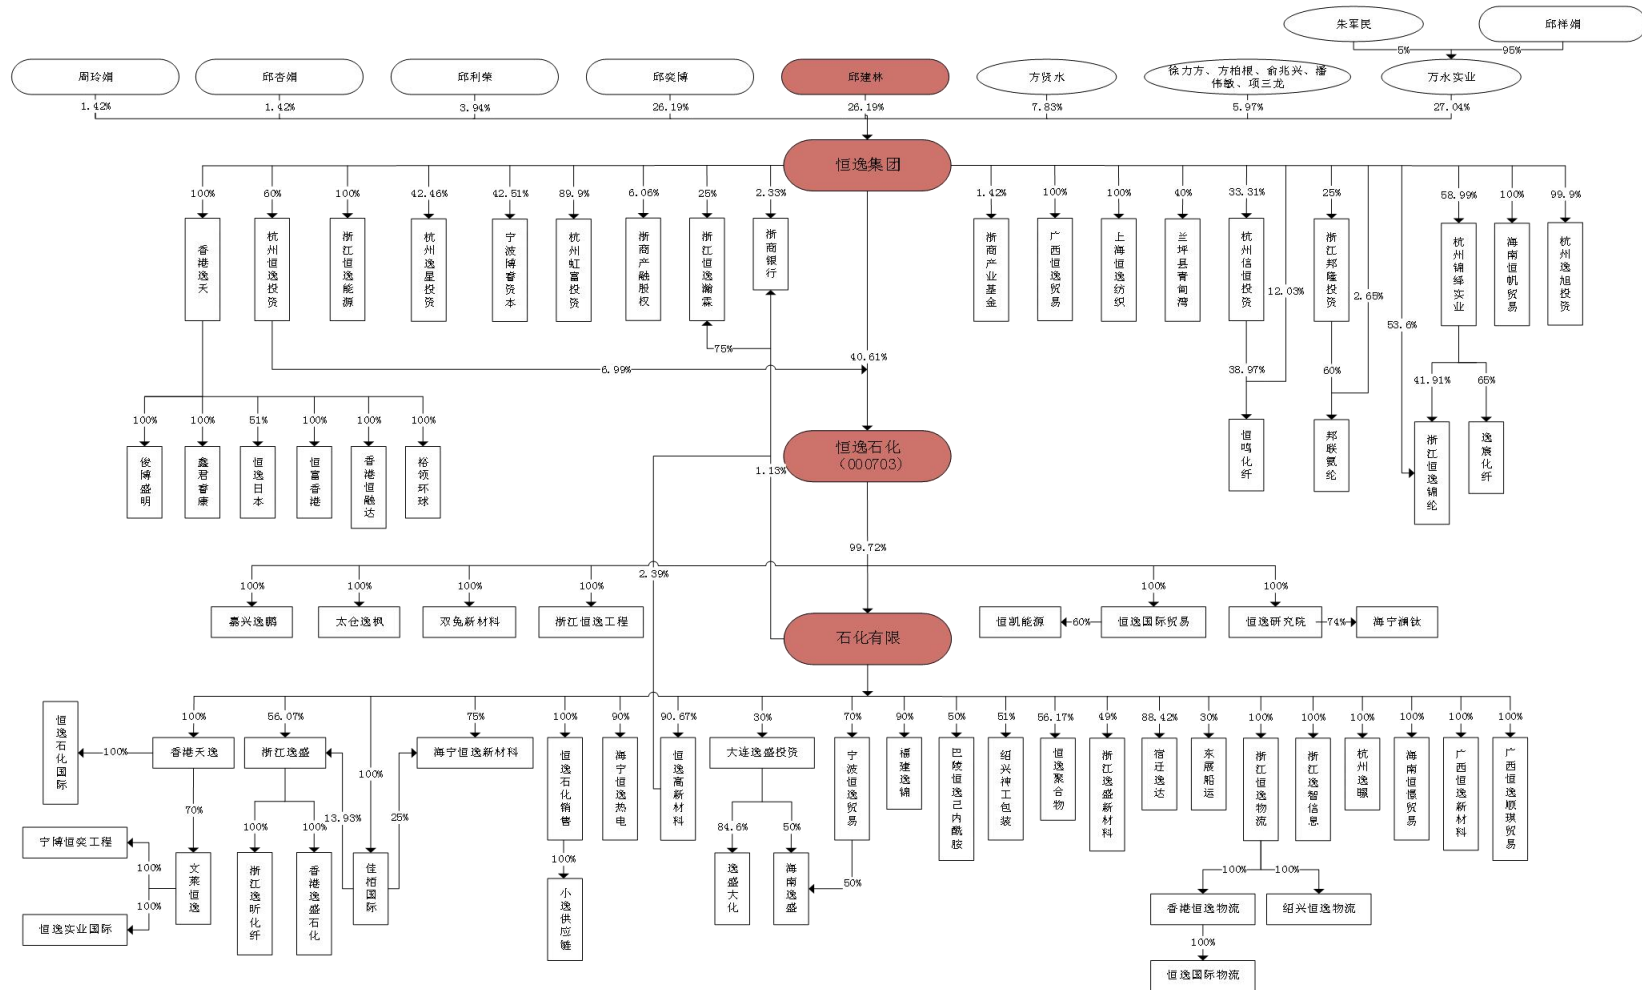 朱军民
邱祥娟
5%
95%
周玲娟
邱杏娟
邱利荣
邱奕博
邱建林
方贤水
徐力方、方柏根、俞兆兴、潘
伟敏、项三龙
万永实业
1.42%
1.42%
3.94%
26.19%
26.19%
7.83%
5.97%
27.04%
恒逸集团
100%
60%
100%
42.46%
42.51%
89.9%
6.06%
25%
2.33%
1.42%
100%
100%
40%
33.31%
25%
58.99%
100%
99.9%
香港逸天
杭州恒逸投资
浙江恒逸能源
杭州逸星投资
宁波博睿资本
杭州虹富投资
浙商产融股权
浙江恒逸瀚霖
浙商银行
浙商产业基金
广西恒逸贸易
上海恒逸纺织
兰坪县青甸湾
杭州信恒投资
浙江邦隆投资
杭州锦绎实业
海南恒帆贸易
杭州逸旭投资
12.03%
2.65%
53.6%
75%
40.61%
6.99%
38.97%
60%
41.91%
65%
100%
100%
51%
100%
100%
100%
俊博盛明
鑫君睿康
恒逸日本
恒富香港
香港恒融达
裕领环球
恒逸石化
（000703）
恒鸣化纤
邦联氨纶
浙江恒逸锦纶
逸宸化纤
1.13%
99.72%
2.39%
100%
100%
100%
100%
100%
100%
嘉兴逸鹏
太仓逸枫
双兔新材料
浙江恒逸工程
恒凯能源
60%
恒逸国际贸易
恒逸研究院
74%
海宁澜钛
石化有限
100%
56.07%
75%
100%
90%
90.67%
30%
70%
90%
50%
51%
56.17%
49%
88.42%
30%
100%
100%
100%
100%
100%
100%
恒逸石化国际
100%
香港天逸
浙江逸盛
100%
海宁恒逸新材料
恒逸石化销售
海宁恒逸热电
恒逸高新材料
大连逸盛投资
宁波恒逸贸易
福建逸锦
巴陵恒逸己内酰胺
绍兴神工包装
恒逸聚合物
浙江逸盛新材料
宿迁逸达
东展船运
浙江恒逸物流
浙江逸智信息
杭州逸曝
海南恒憬贸易
广西恒逸新材料
广西恒逸顺琪贸易
70%
100%
100%
13.93%
25%
84.6%
50%
50%
宁博恒奕工程
100%
100%
文莱恒逸
恒逸实业国际
浙江逸昕化纤
香港逸盛石化
佳栢国际
100%
小逸供应链
逸盛大化
海南逸盛
100%
100%
香港恒逸物流
绍兴恒逸物流
100%
恒逸国际物流